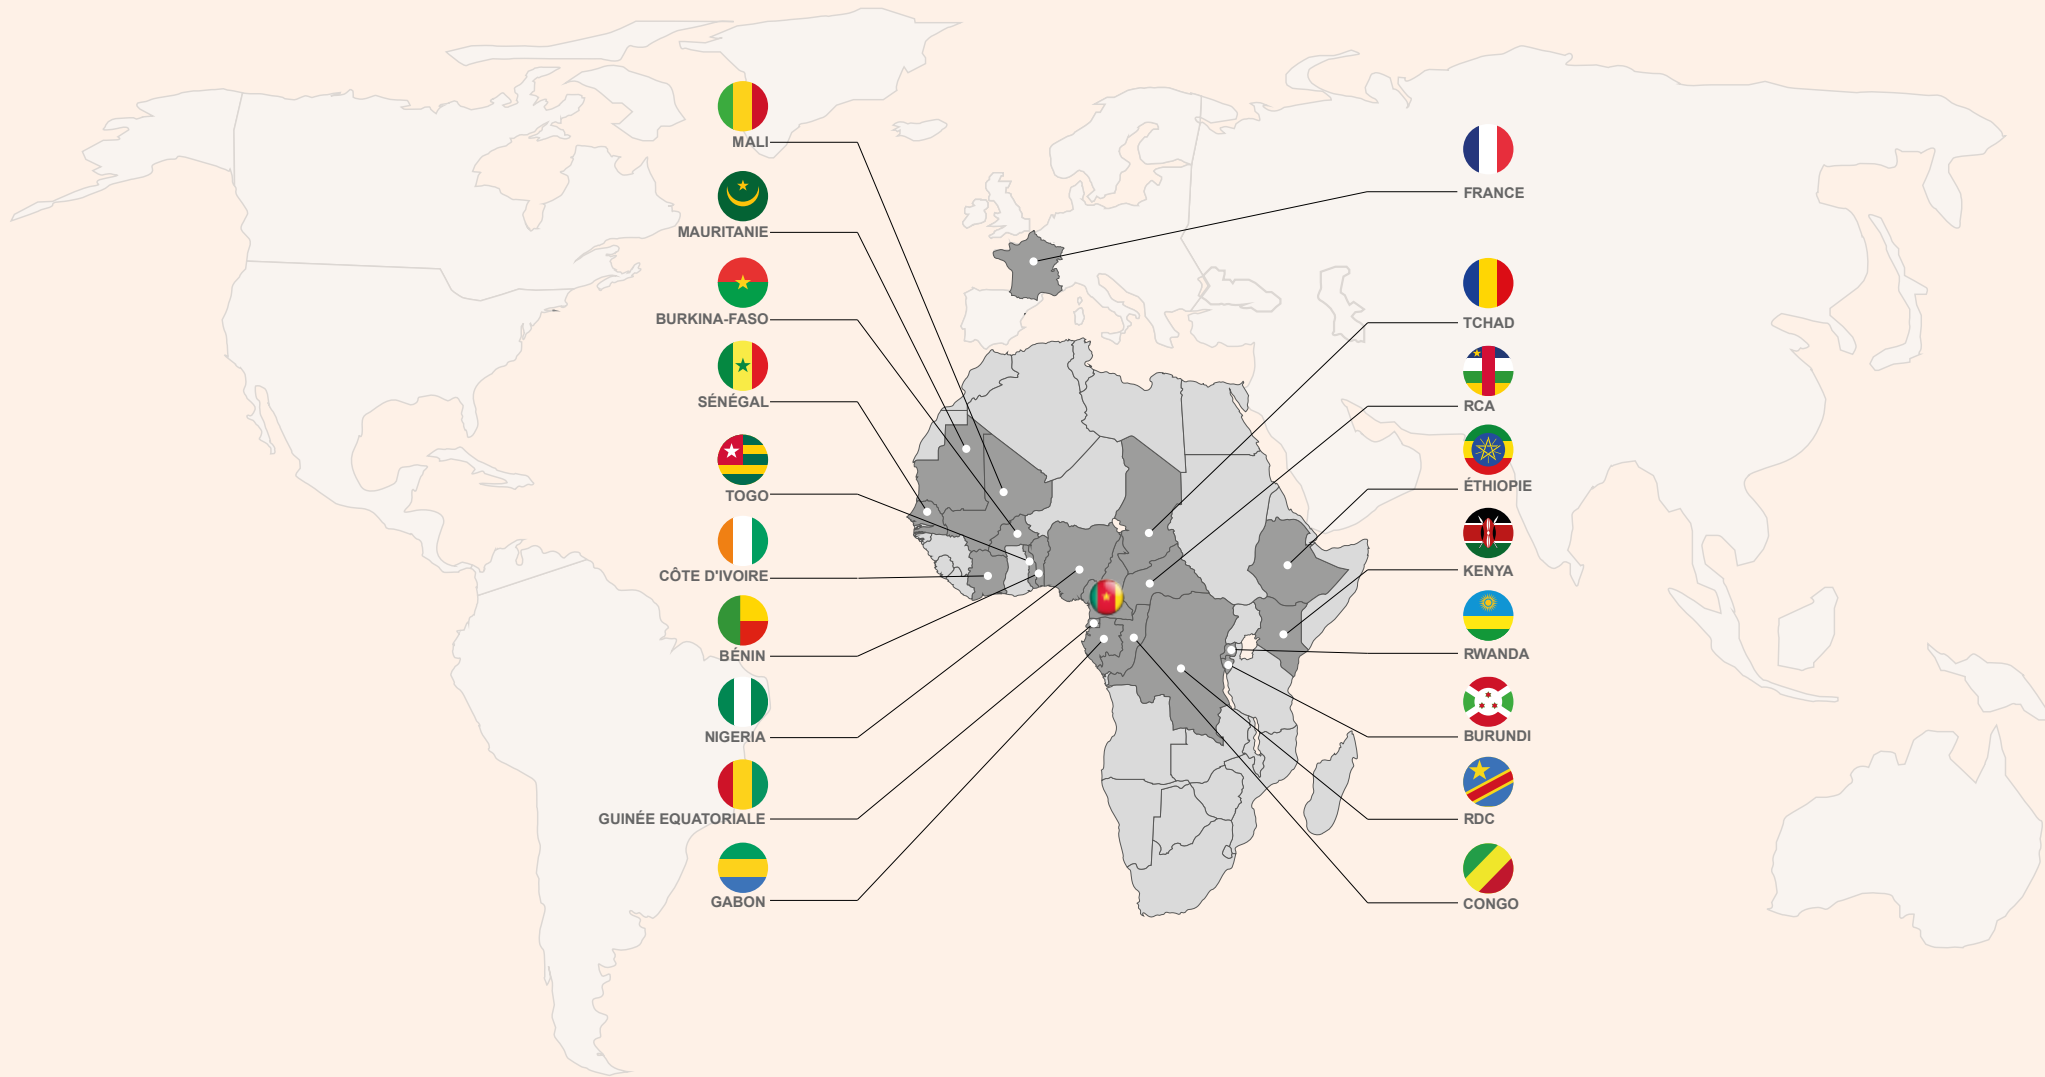 MALI
MAURITANIE
BURKINA-FASO
SÉNÉGAL
TOGO
CÔTE D'IVOIRE
BÉNIN
NIGERIA
GUINÉE EQUATORIALE
GABON
FRANCE
TCHAD
RCA
ÉTHIOPIE
KENYA
RWANDA
BURUNDI
RDC
CONGO